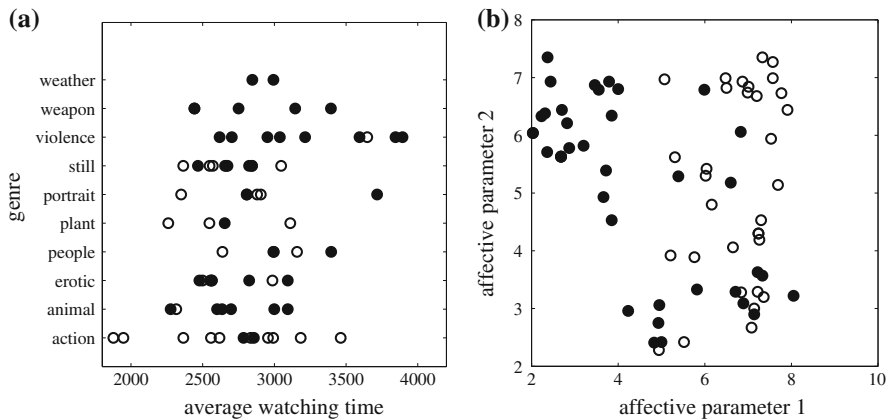 (a)
weather
weapon
violence
still
portrait
plant
people
erotic
animal
action
genre
2000 2500 3000 3500 4000
average watching time
(b)
8
7
6
5
4
3
2
affective parameter 2
2 4 6 8 10
affective parameter 1